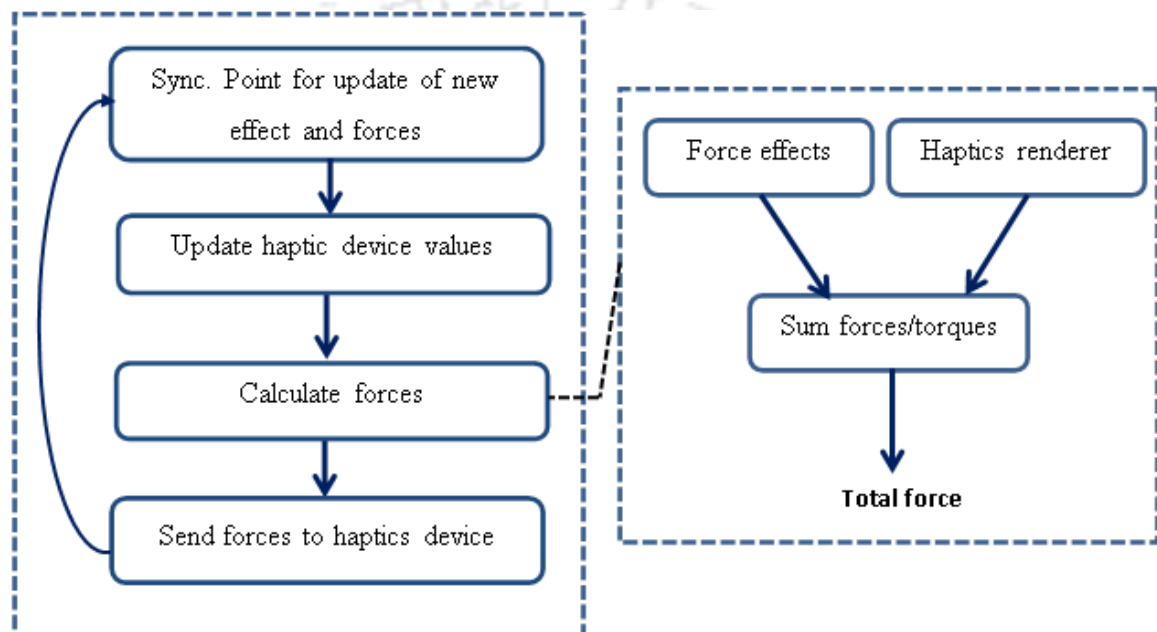 Sync. Point for update of new
effect and forces
Update haptic device values
Calculate forces
Send forces to haptics device
Force effects
Haptics renderer
Sum forces/torques
Total force